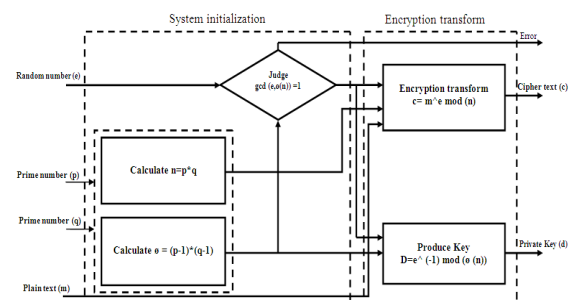 System initialization
Encryption transform
Error
Random number (e)
Judge
gcd (e,ø(n)) =1
Encryption transform
c= m^e mod (n)
Cipher text (c)
Calculate n=p*q
Prime number (p)
Prime number (q)
Calculate ø = (p-1)*(q-1)
Produce Key
D=e^ (-1) mod (ø (n))
Private Key (d)
Plain text (m)